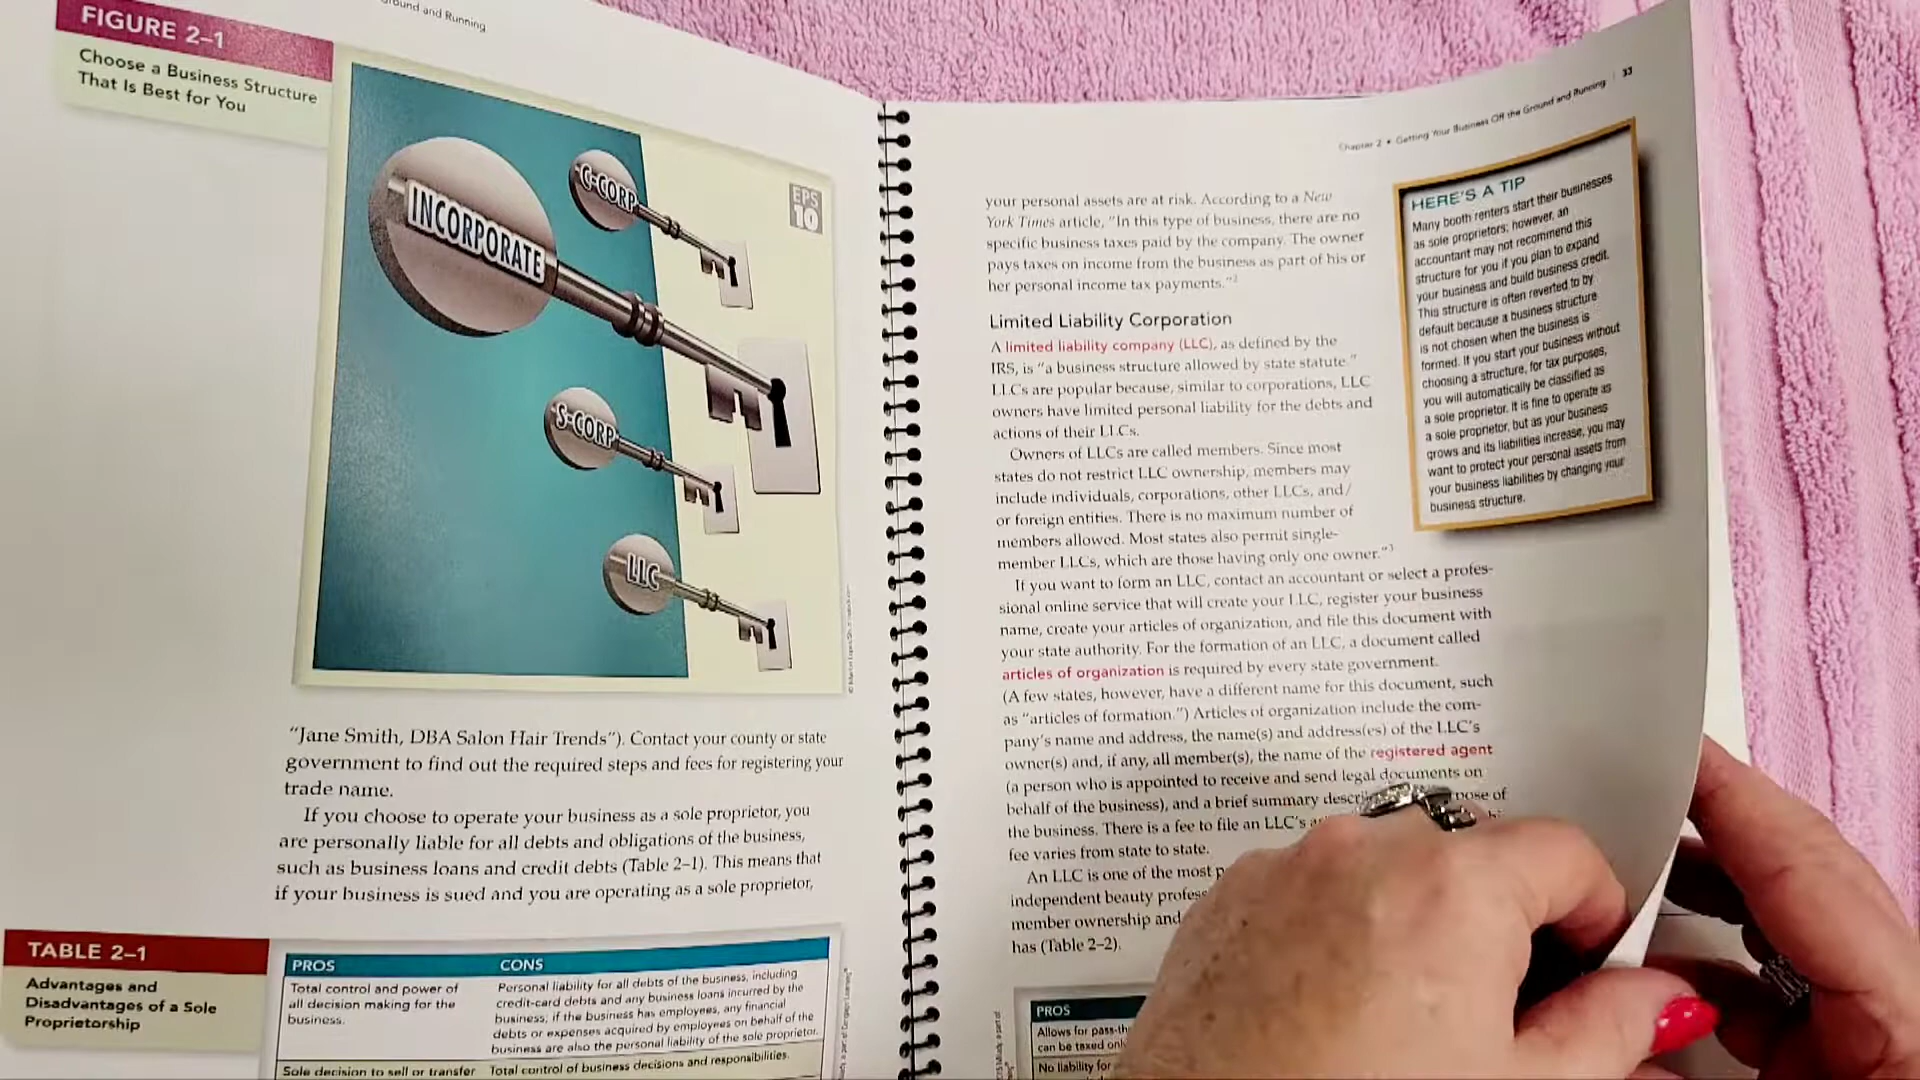 Ground and Running
FIGURE 2–1
Choose a Business Structure
That Is Best for You
INCORPORATE
C-CORP
S-CORP
LLC
EPS
10
"Jane Smith, DBA Salon Hair Trends"). Contact your county or state
government to find out the required steps and fees for registering your
trade name.
If you choose to operate your business as a sole proprietor, you
are personally liable for all debts and obligations of the business,
such as business loans and credit debts (Table 2–1). This means that
if your business is sued and you are operating as a sole proprietor,
TABLE 2–1
Advantages and
Disadvantages of a Sole
Proprietorship
PROS
Total control and power of
all decision making for the
business.
Sole decision to sell or transfer
CONS
Personal liability for all debts of the business, including
credit-card debts and any business loans incurred by the
business; if the business has employees, any financial
debts or expenses acquired by employees on behalf of the
business are also the personal liability of the sole proprietor.
Total control of business decisions and responsibilities.
Chapter 2 • Getting Your Business Off the Ground and Running | 33
your personal assets are at risk. According to a New
York Times article, "In this type of business, there are no
specific business taxes paid by the company. The owner
pays taxes on income from the business as part of his or
her personal income tax payments."2
Limited Liability Corporation
A limited liability company (LLC), as defined by the
IRS, is "a business structure allowed by state statute."
LLCs are popular because, similar to corporations, LLC
owners have limited personal liability for the debts and
actions of their LLCs.
Owners of LLCs are called members. Since most
states do not restrict LLC ownership, members may
include individuals, corporations, other LLCs, and/
or foreign entities. There is no maximum number of
members allowed. Most states also permit single-
member LLCs, which are those having only one owner."3
If you want to form an LLC, contact an accountant or select a profes-
sional online service that will create your LLC, register your business
name, create your articles of organization, and file this document with
your state authority. For the formation of an LLC, a document called
articles of organization is required by every state government.
(A few states, however, have a different name for this document, such
as "articles of formation.") Articles of organization include the com-
pany's name and address, the name(s) and address(es) of the LLC's
owner(s) and, if any, all member(s), the name of the registered agent
(a person who is appointed to receive and send legal documents on
behalf of the business), and a brief summary of
the business. There is a fee to file an LLC's
fee varies from state to state.
An LLC is one of the most
independent beauty
member ownership and
has (Table 2–2).
HERE'S A TIP
Many booth renters start their businesses
as sole proprietors; however, an
accountant may not recommend this
structure for you if you plan to expand
your business and build business credit.
This structure is often reverted to by
default because a business structure
is not chosen when the business is
formed. If you start your business without
choosing a structure, for tax purposes,
you will automatically be classified as
a sole proprietor. It is fine to operate as
a sole proprietor, but as your business
grows and its liabilities increase, you may
want to protect your personal assets from
your business liabilities by changing your
business structure.
PROS
Allows for
can be taxed
No liability for